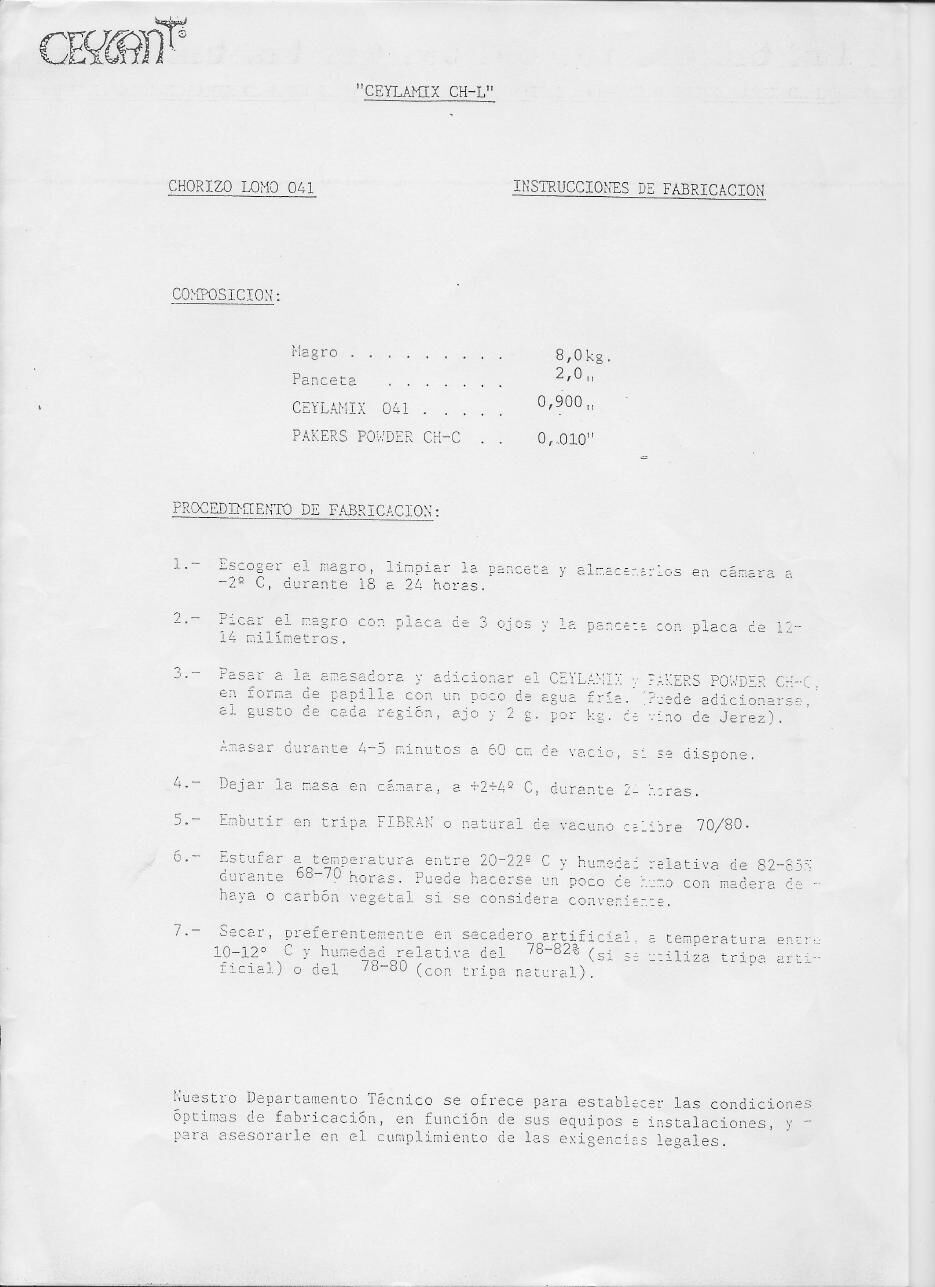 CEYLAN
"CEYLAMIX CH-L"
CHORIZO LOMO 041 INSTRUCCIONES DE FABRICACION
COMPOSICION:
Magro . . . . . . . . . 8,0kg.
Panceta . . . . . . . 2,0 "
CEYLAMIX 041 . . . . . 0,900 "
PAKERS POWDER CH-C . . 0,010"
PROCEDIMIENTO DE FABRICACION:
1.- Escoger el magro, limpiar la panceta y almacenarlos en cámara a
-2º C, durante 18 a 24 horas.
2.- Picar el magro con placa de 3 ojos y la panceta con placa de 12-
14 milímetros.
3.- Pasar a la amasadora y adicionar el CEYLAMIX y PAKERS POWDER CH-C,
en forma de papilla con un poco de agua fría. (Puede adicionarse,
al gusto de cada región, ajo y 2 g. por kg. de vino de Jerez).
Amasar durante 4-5 minutos a 60 cm de vacio, si se dispone.
4.- Dejar la masa en cámara, a +2+4º C, durante 24 horas.
5.- Embutir en tripa FIBRAN o natural de vacuno calibre 70/80.
6.- Estufar a temperatura entre 20-22º C y humedad relativa de 82-85%
durante 68-70 horas. Puede hacerse un poco de humo con madera de -
haya o carbón vegetal si se considera conveniente.
7.- Secar, preferentemente en secadero artificial, a temperatura entre
10-12° C y humedad relativa del 78-82% (si se utiliza tripa arti-
ficial) o del 78-80 (con tripa natural).
Nuestro Departamento Técnico se ofrece para establecer las condiciones
óptimas de fabricación, en función de sus equipos e instalaciones, y -
para asesorarle en el cumplimiento de las exigencias legales.